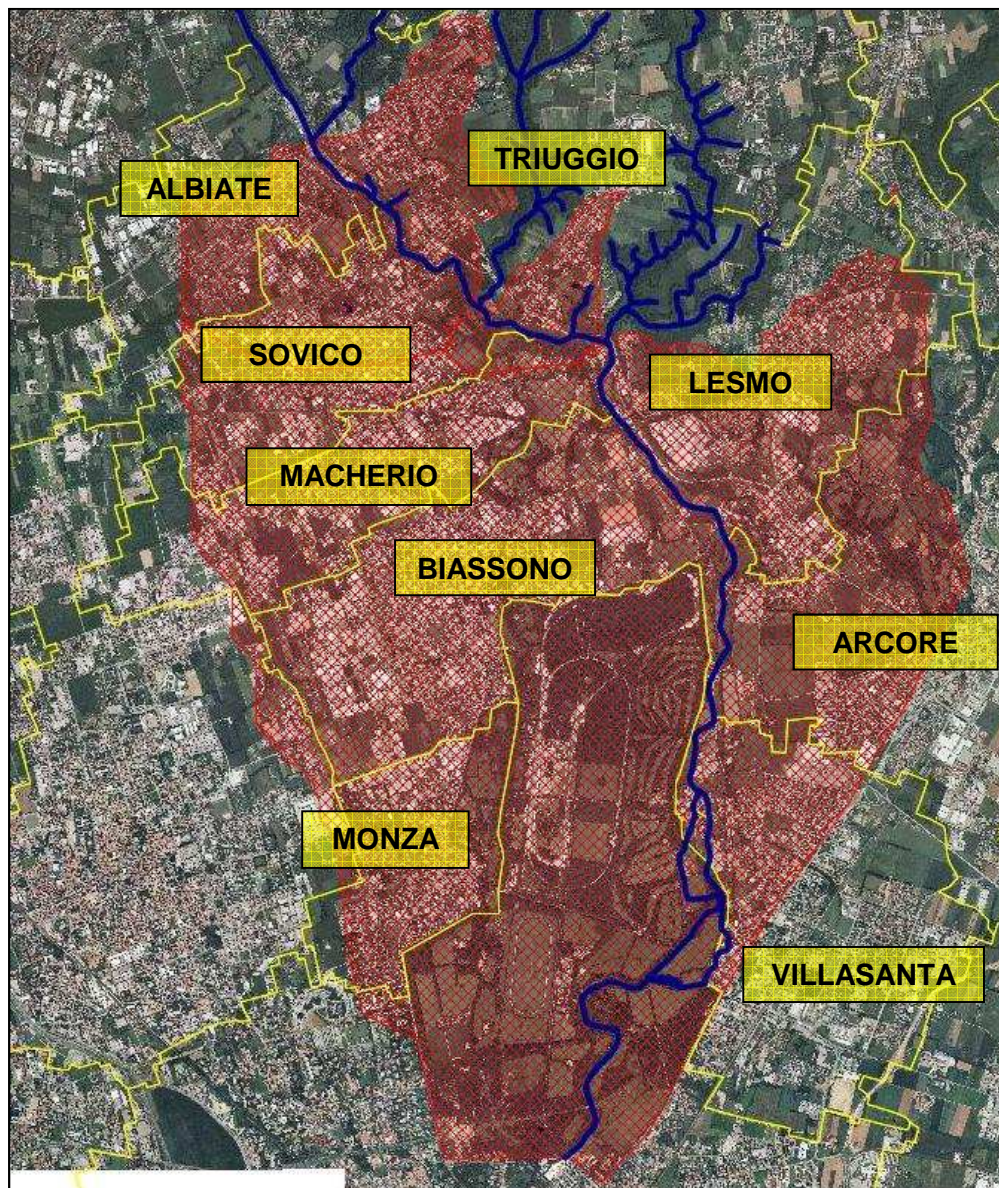 TRIUGGIO
ALBIATE
SOVICO
LESMO
MACHERIO
BIASSONO
ARCORE
MONZA
VILLASANTA